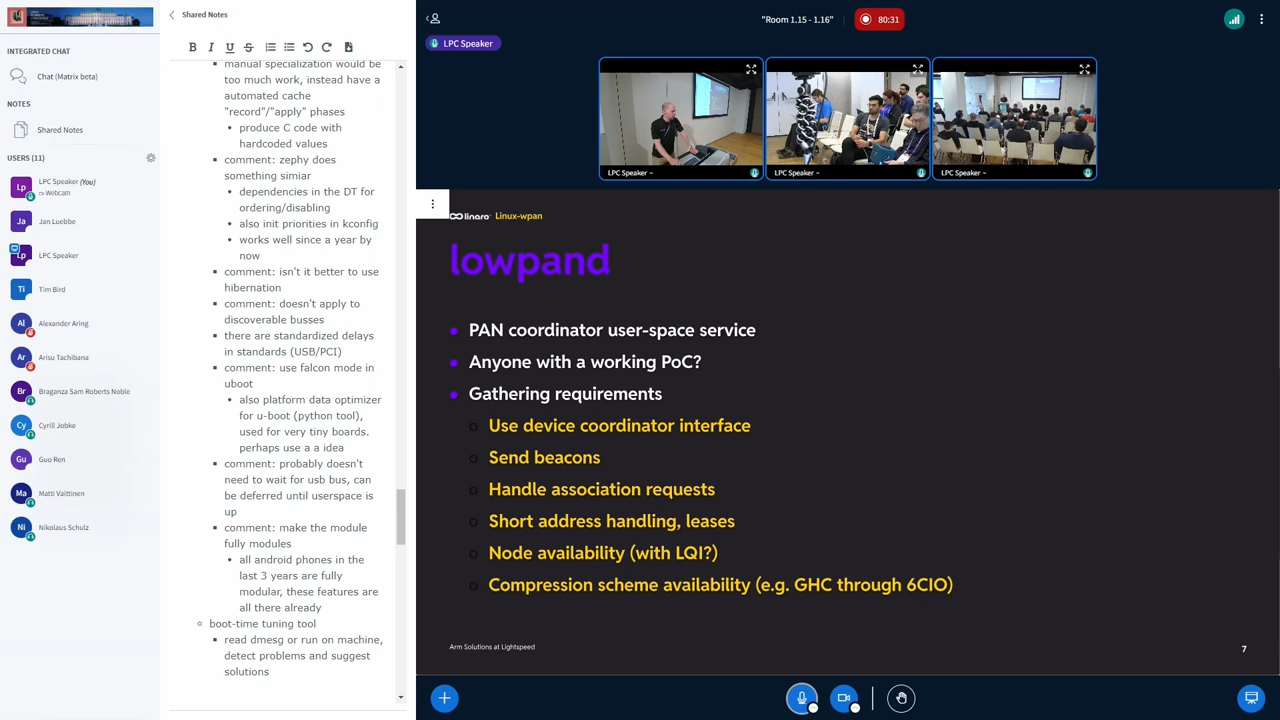 INTEGRATED CHAT
Chat (Matrix beta)
NOTES
Shared Notes
USERS (11)
Lp
LPC Speaker (You)
Webcam
Ja
Jan Luebbe
Lp
LPC Speaker
Ti
Tim Bird
Al
Alexander Aring
Ar
Arisu Tachibana
Br
Braganza Sam Roberts Noble
Cy
Cyrill Jobke
Gu
Guo Ren
Ma
Matti Vaittinen
Ni
Nikolaus Schulz
Shared Notes
B I U S
manual specialization would be
too much work, instead have a
automated cache
"record"/"apply" phases
produce C code with
hardcoded values
comment: zephy does
something simiar
dependencies in the DT for
ordering/disabling
also init priorities in kconfig
works well since a year by
now
comment: isn't it better to use
hibernation
comment: doesn't apply to
discoverable busses
there are standardized delays
in standards (USB/PCI)
comment: use falcon mode in
uboot
also platform data optimizer
for u-boot (python tool),
used for very tiny boards.
perhaps use a a idea
comment: probably doesn't
need to wait for usb bus, can
be deferred until userspace is
up
comment: make the module
fully modules
all android phones in the
last 3 years are fully
modular, these features are
all there already
boot-time tuning tool
read dmesg or run on machine,
detect problems and suggest
solutions
"Room 1.15 - 1.16"
80:31
LPC Speaker
LPC Speaker
LPC Speaker
LPC Speaker
linaro Linux-wpan
lowpand
PAN coordinator user-space service
Anyone with a working PoC?
Gathering requirements
Use device coordinator interface
Send beacons
Handle association requests
Short address handling, leases
Node availability (with LQI?)
Compression scheme availability (e.g. GHC through 6CIO)
Arm Solutions at Lightspeed
7